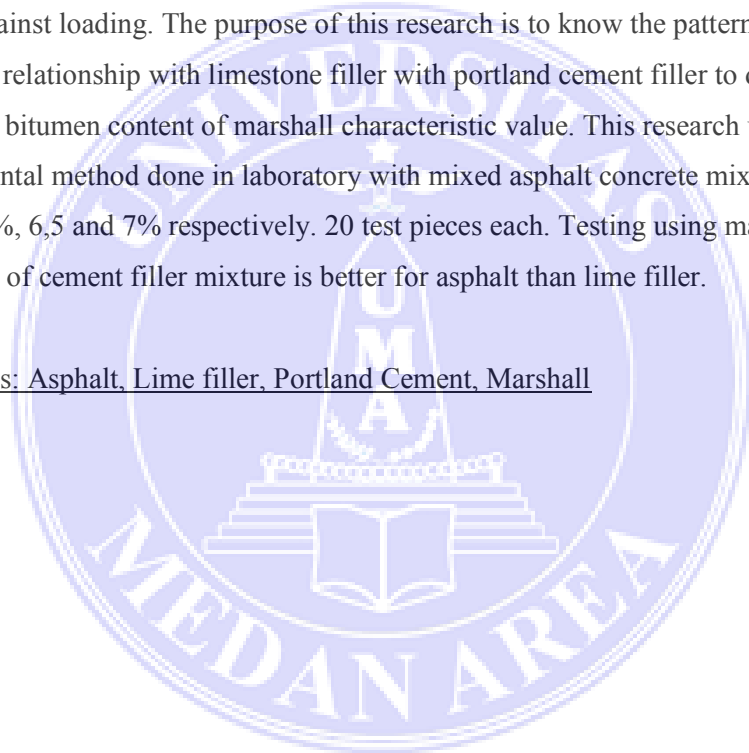 ainst loading. The purpose of this research is to know the pattern
relationship with limestone filler with portland cement filler to
bitumen content of marshall characteristic value. This research
ntal method done in laboratory with mixed asphalt concrete mix
%, 6,5 and 7% respectively. 20 test pieces each. Testing using ma
of cement filler mixture is better for asphalt than lime filler.
s: Asphalt, Lime filler, Portland Cement, Marshall
UNIVERSITAS
UMA
MEDAN AREA